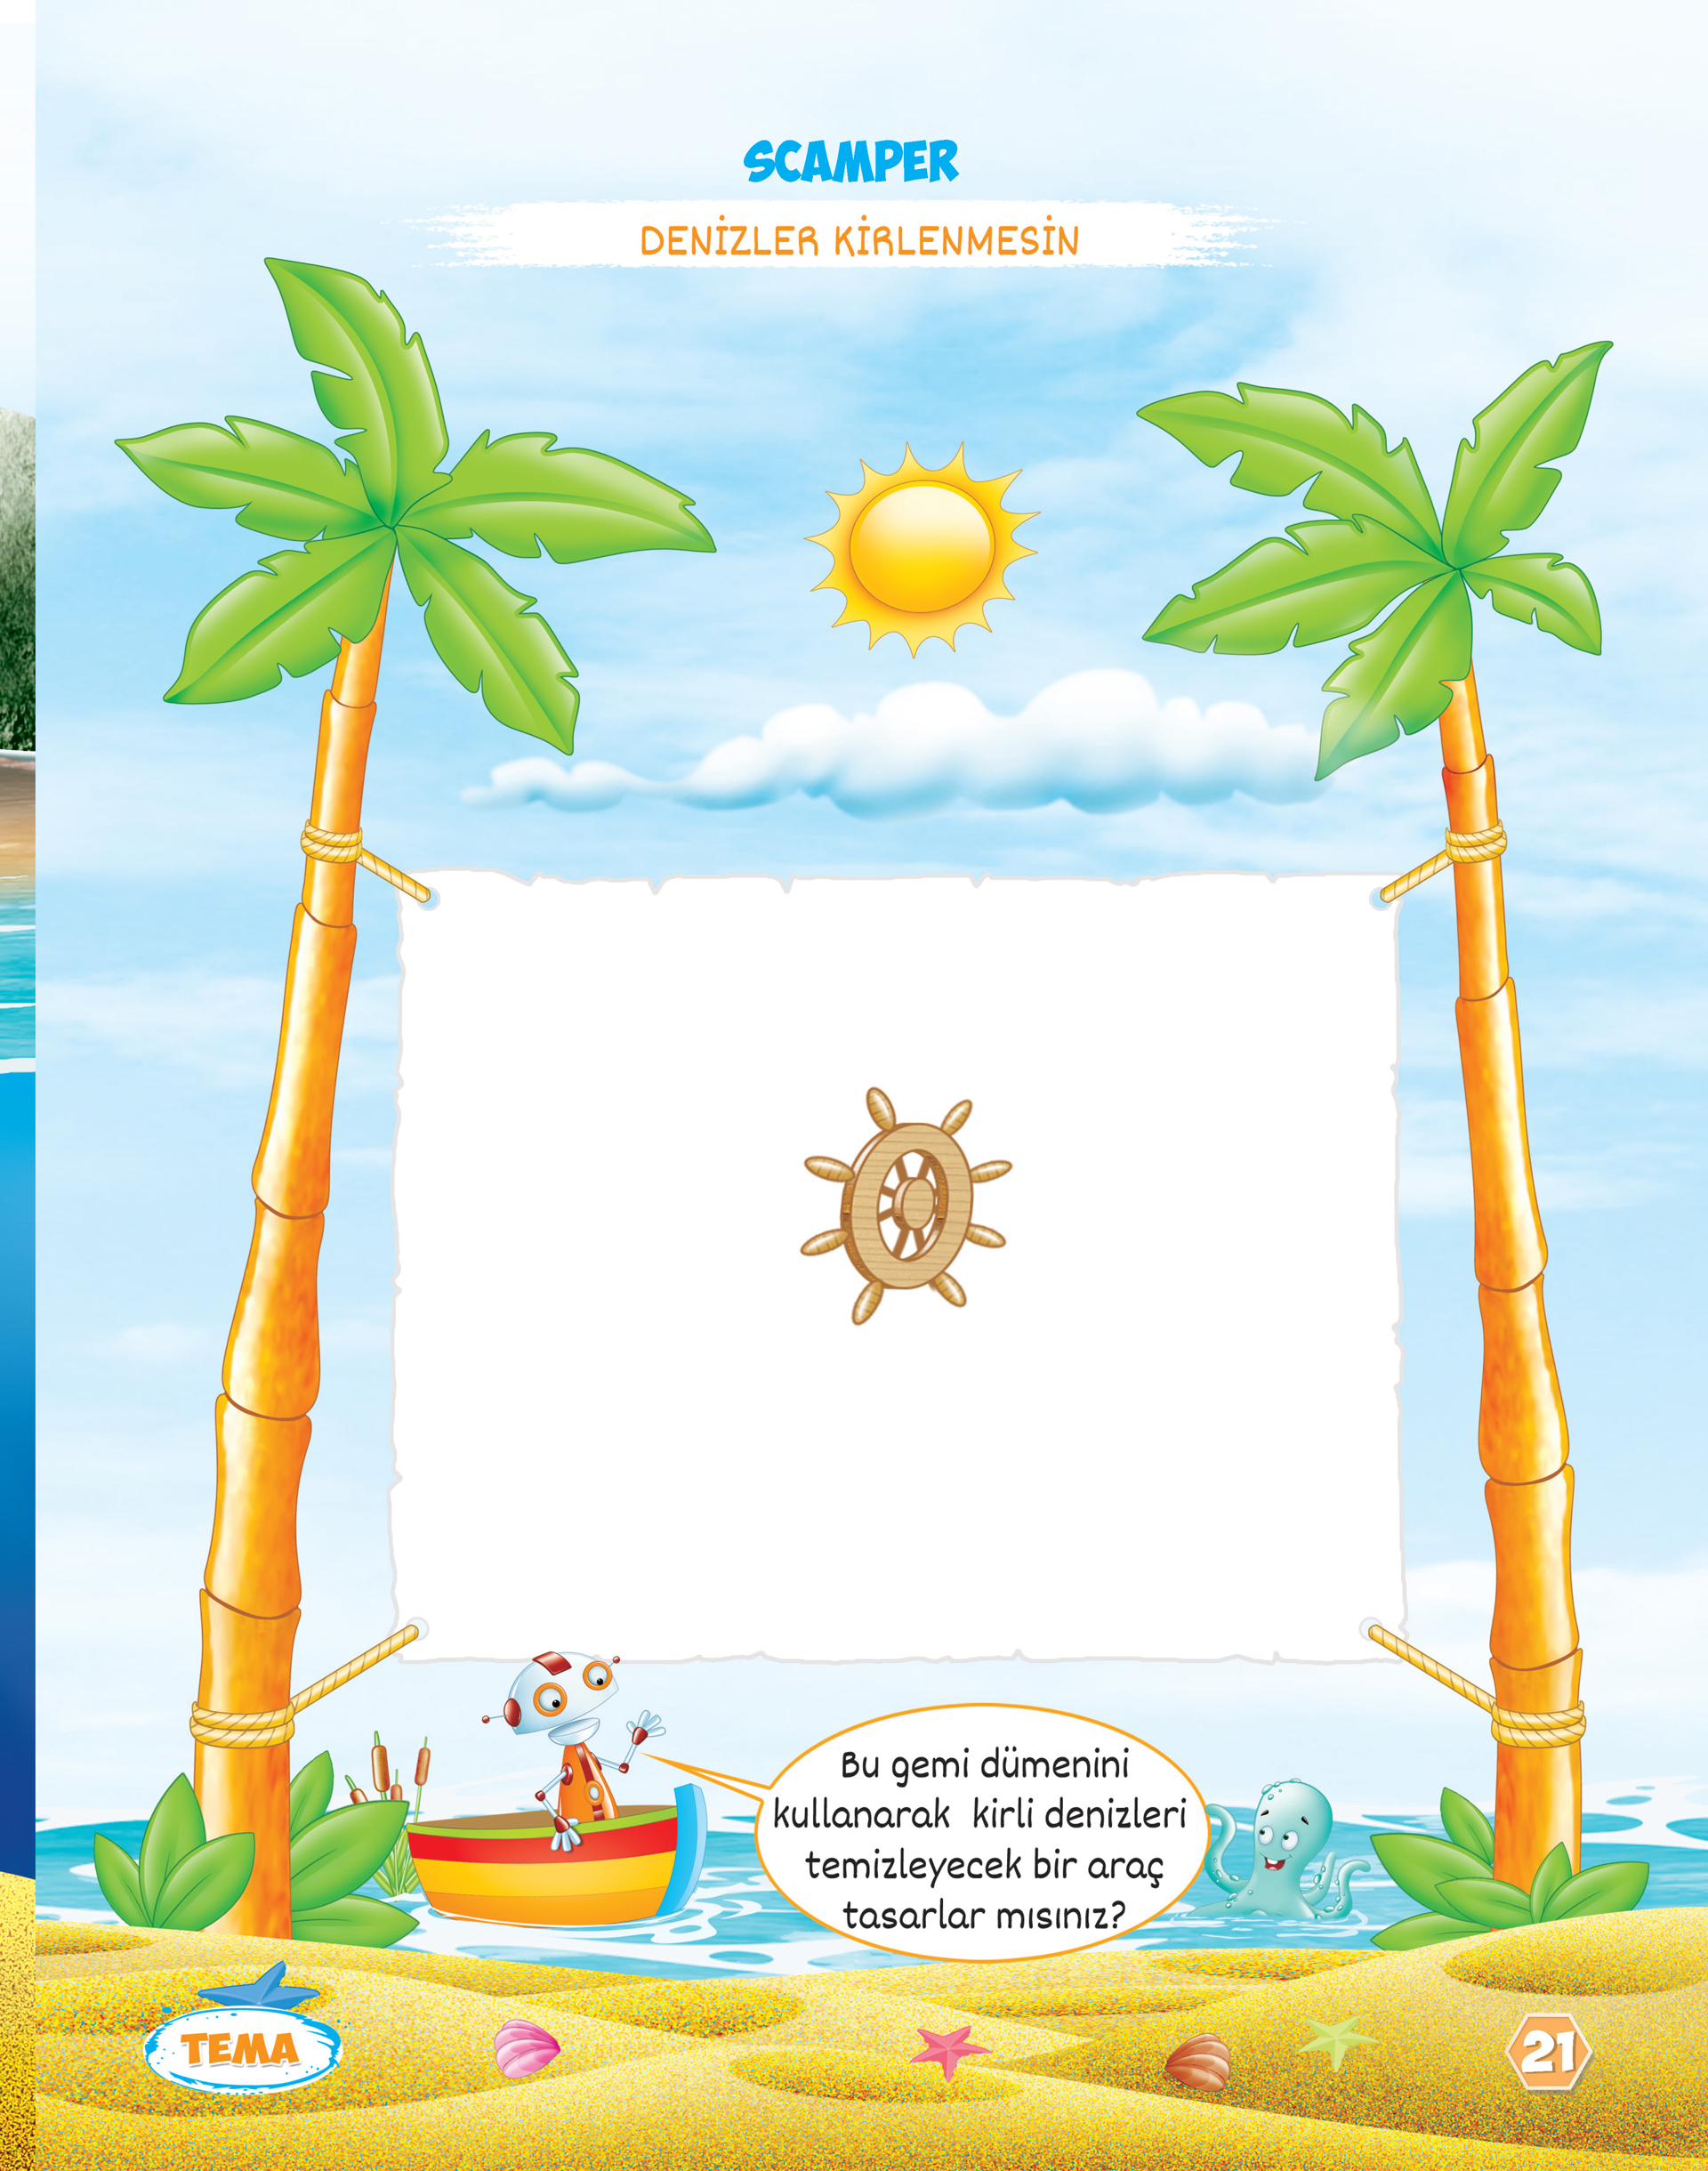 SCAMPER
DENİZLER KİRLENMESİN
Bu gemi dümenini
kullanarak kirli denizleri
temizleyecek bir araç
tasarlar mısınız?
TEMA
21